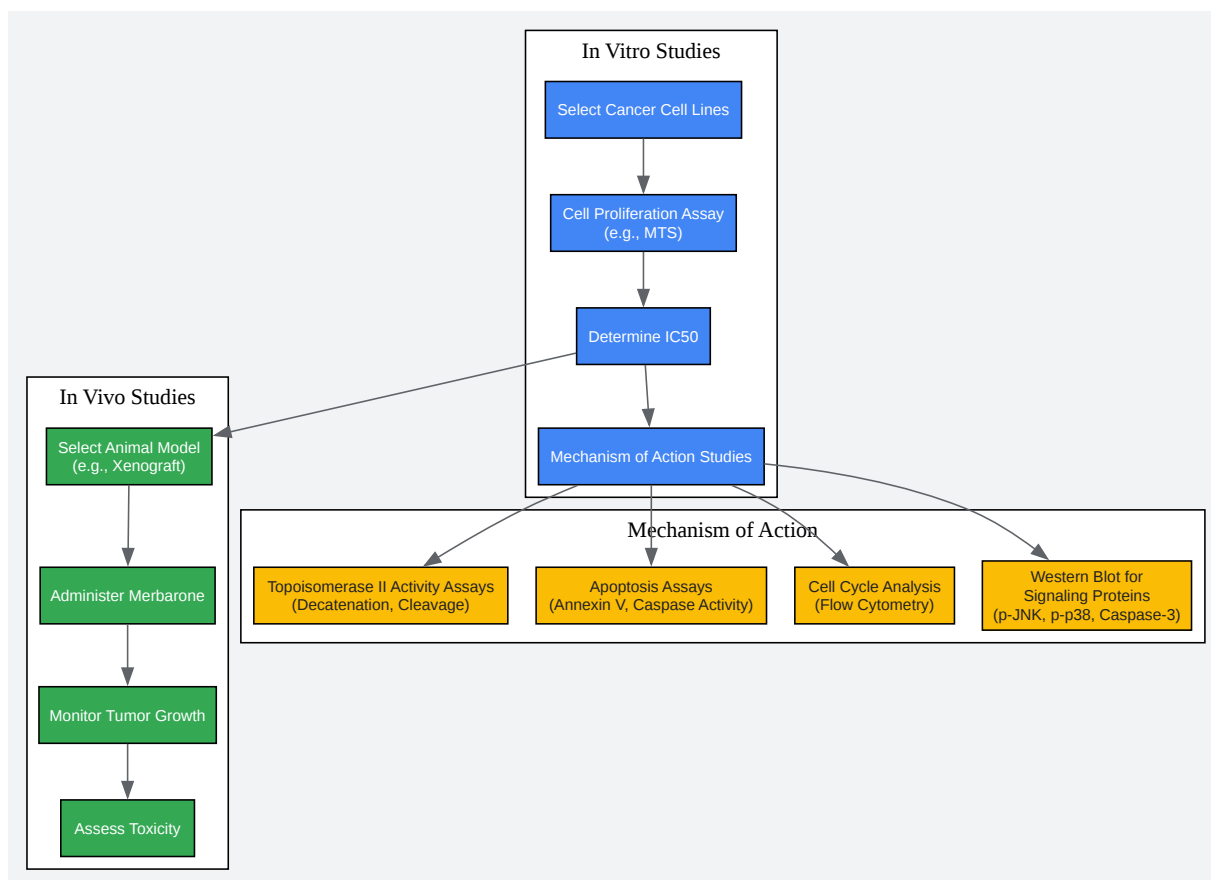 In Vitro Studies
Select Cancer Cell Lines
Cell Proliferation Assay
(e.g., MTS)
Determine IC50
Mechanism of Action Studies
In Vivo Studies
Select Animal Model
(e.g., Xenograft)
Administer Merbarone
Monitor Tumor Growth
Assess Toxicity
Mechanism of Action
Topoisomerase II Activity Assays
(Decatenation, Cleavage)
Apoptosis Assays
(Annexin V, Caspase Activity)
Cell Cycle Analysis
(Flow Cytometry)
Western Blot for
Signaling Proteins
(p-JNK, p-p38, Caspase-3)